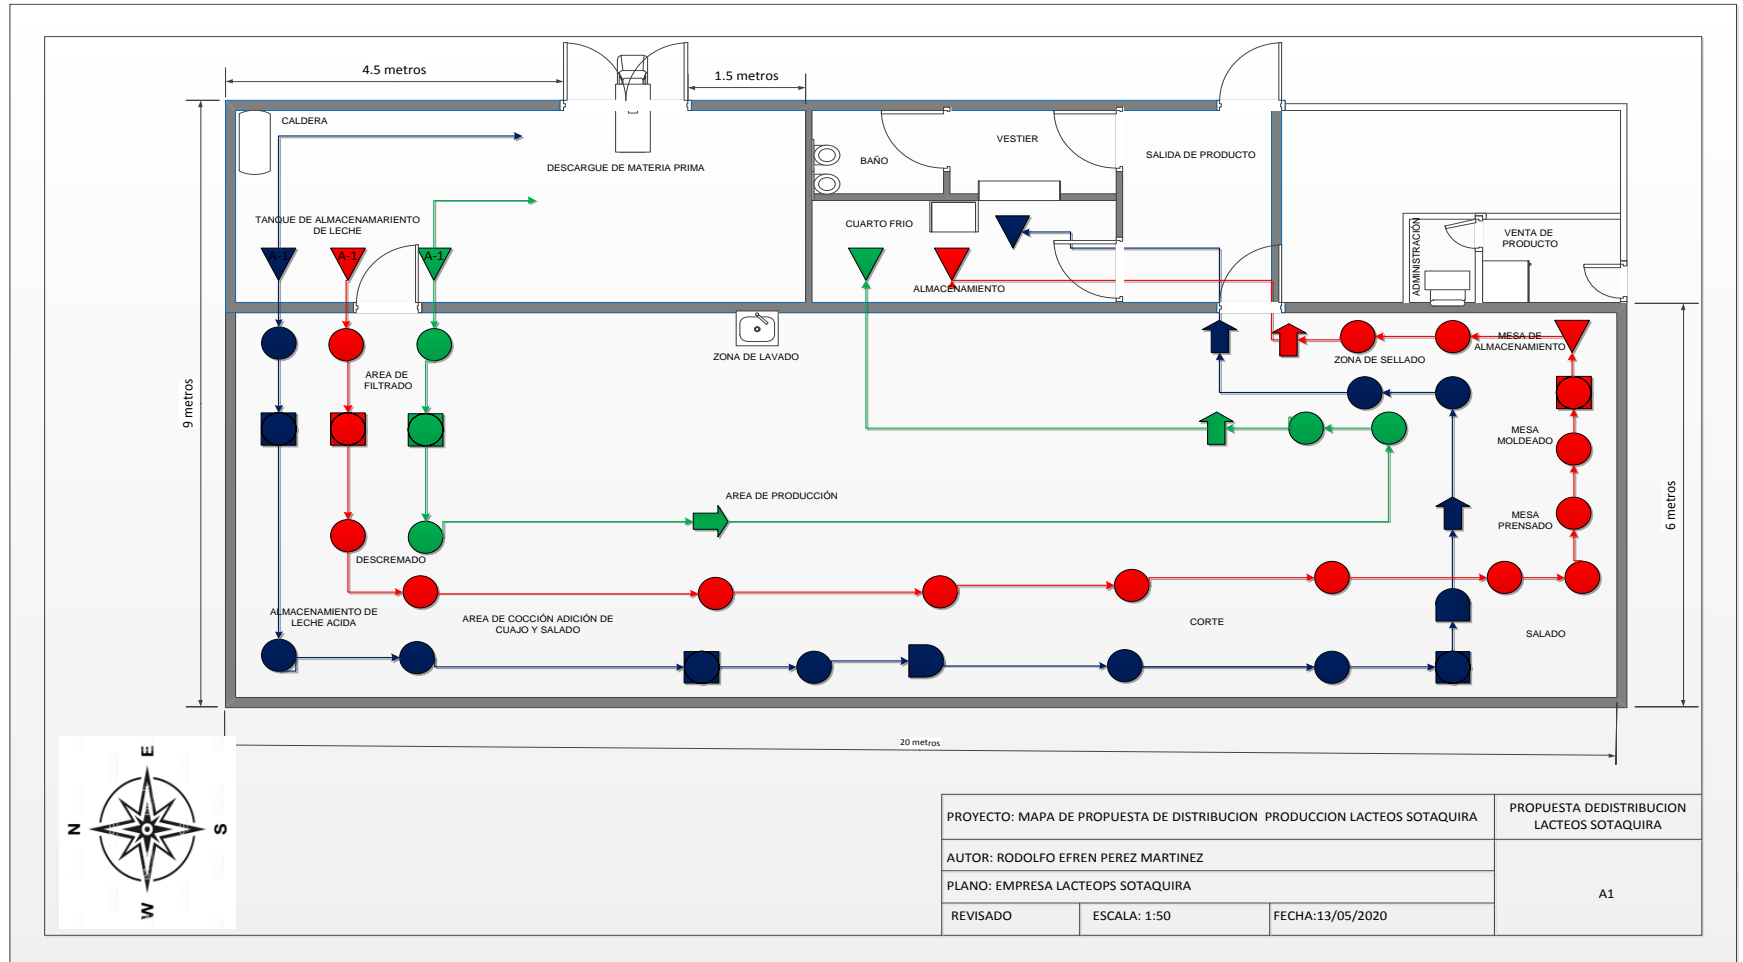 4.5 metros
1.5 metros
CALDERA
DESCARGUE DE MATERIA PRIMA
BAÑO
VESTIER
SALIDA DE PRODUCTO
TANQUE DE ALMACENAMARIENTO
DE LECHE
A-1
A-1
A-1
CUARTO FRIO
ALMACENAMIENTO
ADMINISTRACIÓN
VENTA DE
PRODUCTO
9 metros
AREA DE
FILTRADO
ZONA DE LAVADO
ZONA DE SELLADO
MESA DE
ALMACENAMIENTO
MESA
MOLDEADO
AREA DE PRODUCCIÓN
MESA
PRENSADO
6 metros
DESCREMADO
ALMACENAMIENTO DE
LECHE ACIDA
AREA DE COCCIÓN ADICIÓN DE
CUAJO Y SALADO
CORTE
SALADO
20 metros
E
N
S
W
PROYECTO: MAPA DE PROPUESTA DE DISTRIBUCION PRODUCCION LACTEOS SOTAQUIRA
PROPUESTA DEDISTRIBUCION
LACTEOS SOTAQUIRA
AUTOR: RODOLFO EFREN PEREZ MARTINEZ
PLANO: EMPRESA LACTEOPS SOTAQUIRA
A1
REVISADO
ESCALA: 1:50
FECHA:13/05/2020